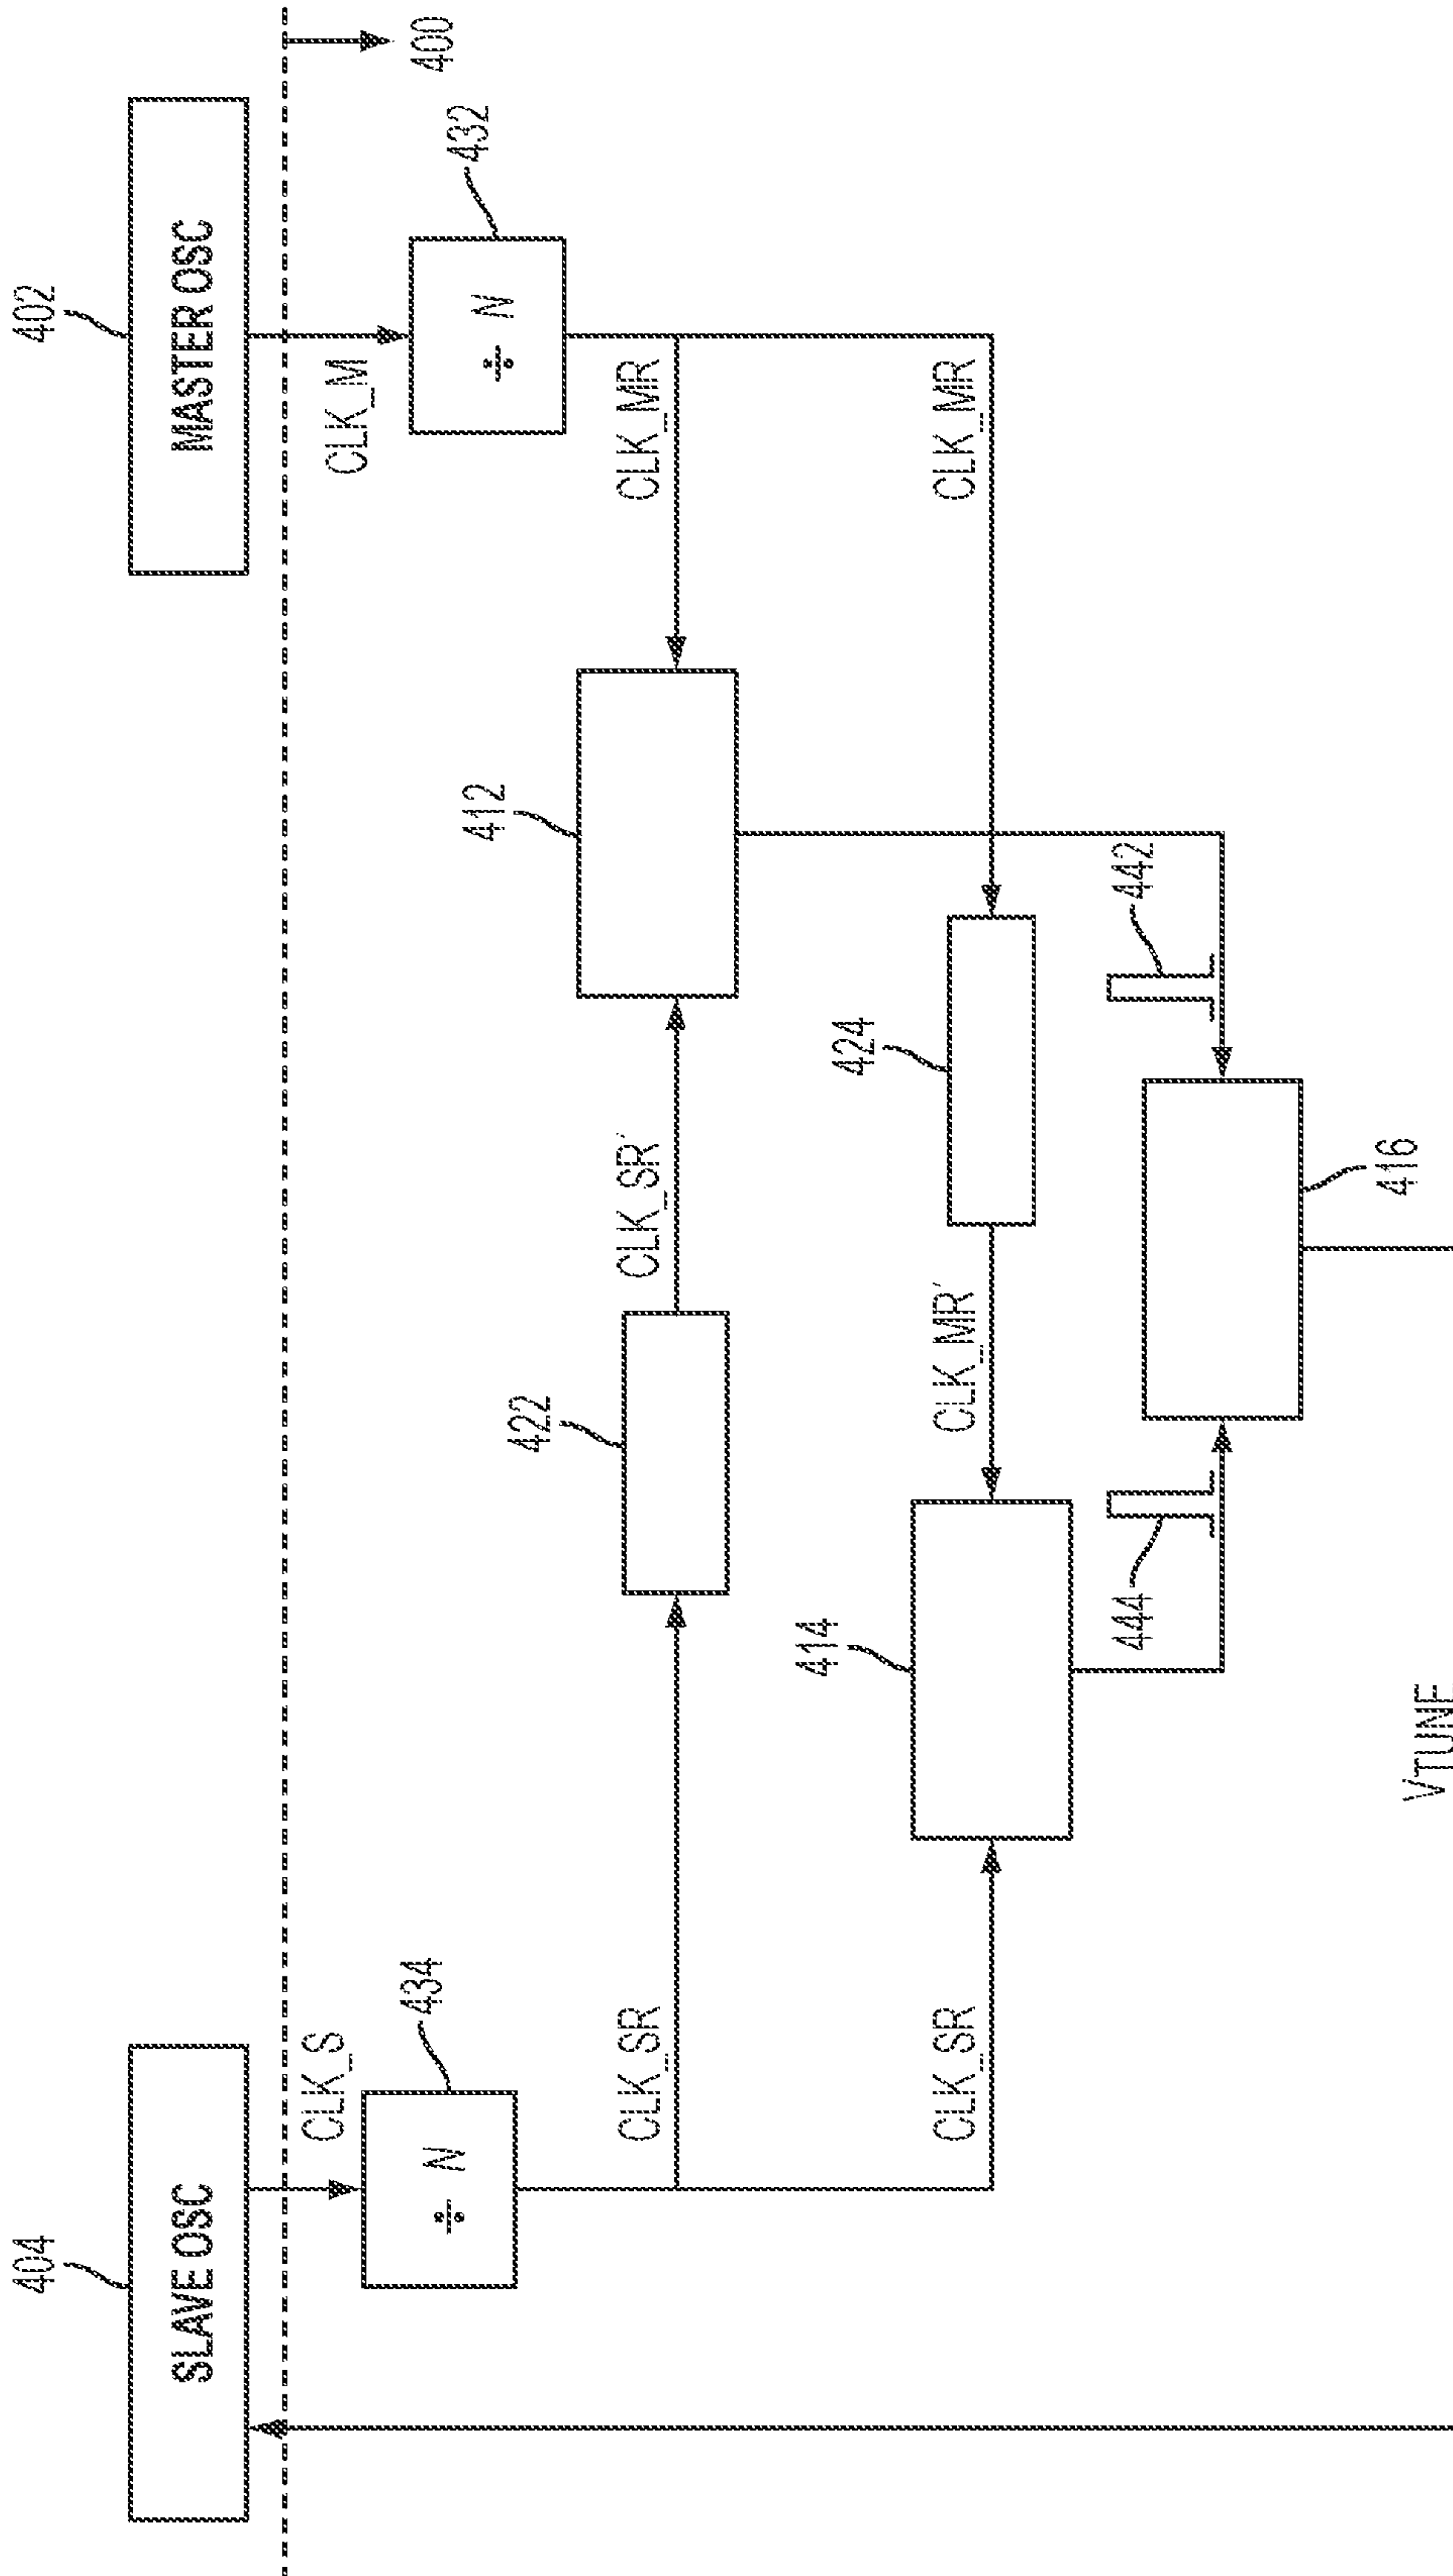 404
SLAVE OSC
402
MASTER OSC
400
CLK_S
434
÷ N
CLK_M
432
÷ N
CLK_SR
422
CLK_SR´
412
CLK_MR
CLK_SR
414
CLK_MR´
424
CLK_MR
444
442
416
VTUNE